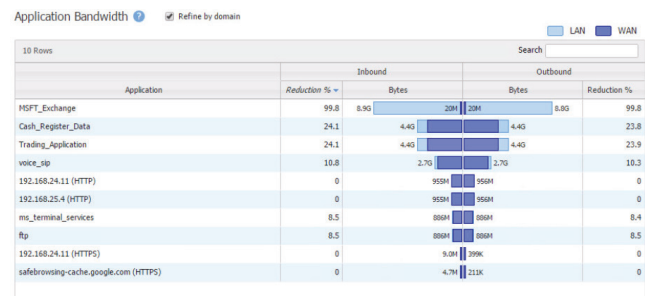 Application Bandwidth ? Refine by domain
LAN WAN
10 Rows Search
Inbound Outbound
Application Reduction % Bytes Bytes Reduction %
MSFT_Exchange 99.8 8.9G 20M 20M 8.8G 99.8
Cash_Register_Data 24.1 4.4G 4.4G 23.8
Trading_Application 24.1 4.4G 4.4G 23.9
voice_sip 10.8 2.7G 2.7G 10.3
192.168.24.11 (HTTP) 0 955M 956M 0
192.168.25.4 (HTTP) 0 955M 956M 0
ms_terminal_services 8.5 886M 886M 8.4
ftp 8.5 886M 886M 8.5
192.168.24.11 (HTTPS) 0 9.0M 399K 0
safebrowsing-cache.google.com (HTTPS) 0 4.7M 211K 0